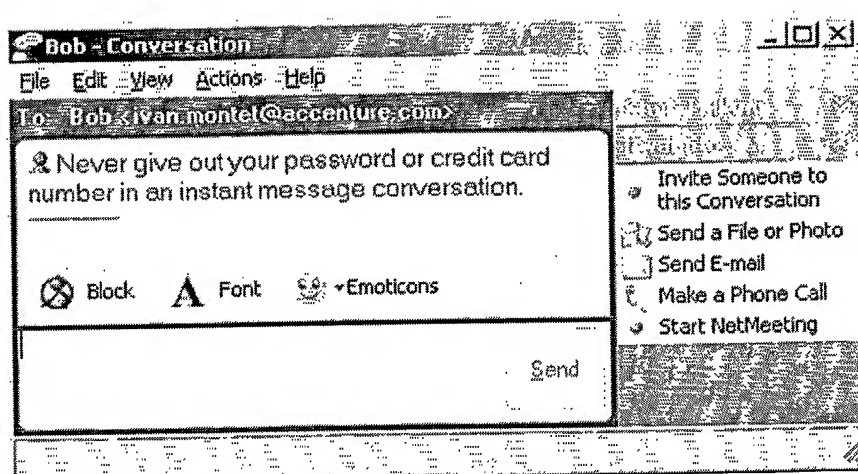 Bob - Conversation
File Edit View Actions Help
To: Bob <ivan.montel@accenture.com>
Never give out your password or credit card
number in an instant message conversation.
Block Font Emoticons
Send
Invite Someone to
this Conversation
Send a File or Photo
Send E-mail
Make a Phone Call
Start NetMeeting